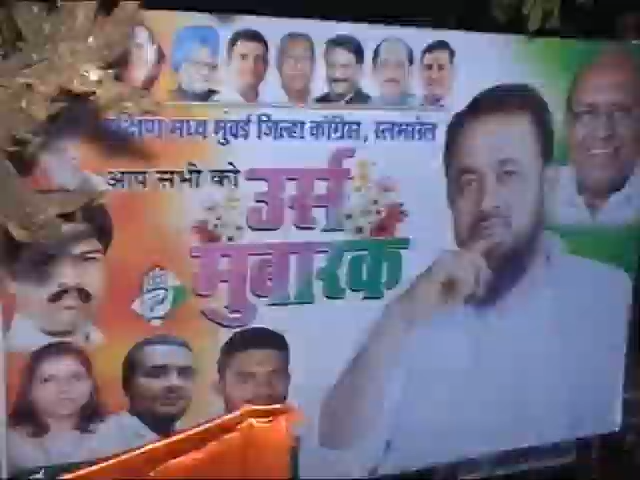 दक्षिण मध्य मुंबई जिल्हा काँग्रेस,
आप सभी को
उर्स
मुबारक